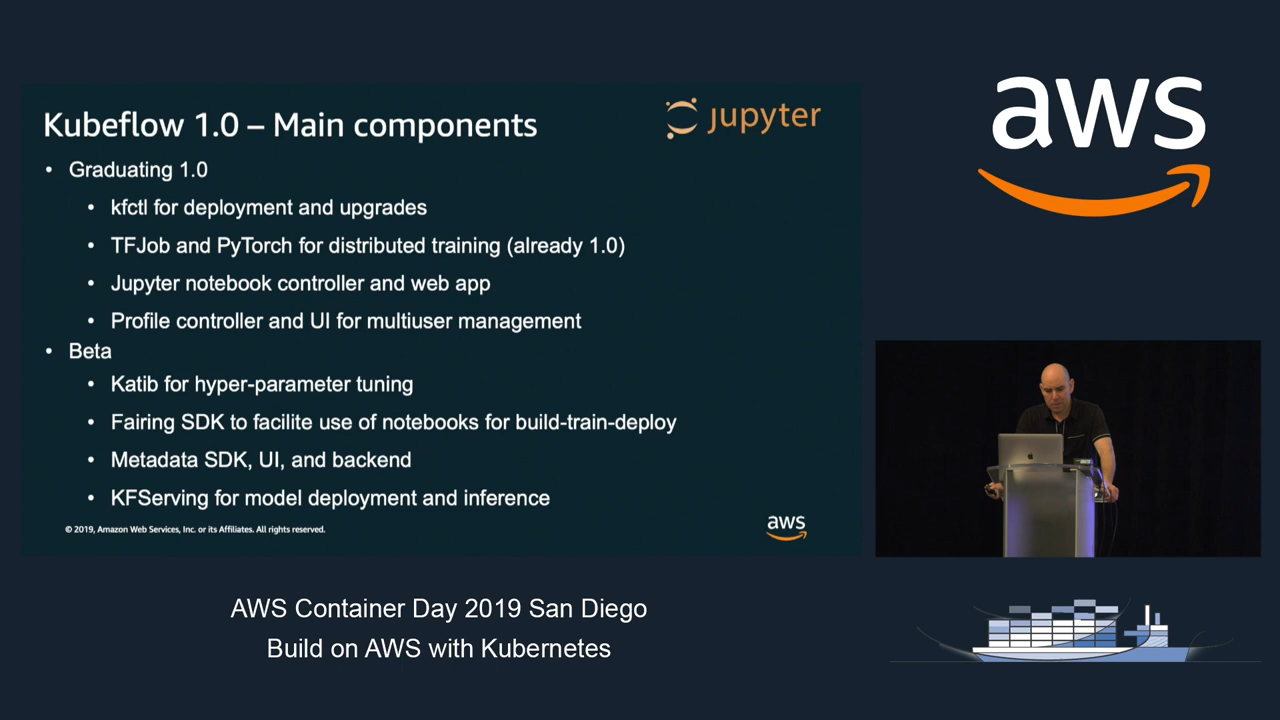 Kubeflow 1.0 – Main components
jupyter
• Graduating 1.0
• kfctl for deployment and upgrades
• TFJob and PyTorch for distributed training (already 1.0)
• Jupyter notebook controller and web app
• Profile controller and UI for multiuser management
• Beta
• Katib for hyper-parameter tuning
• Fairing SDK to facilite use of notebooks for build-train-deploy
• Metadata SDK, UI, and backend
• KFServing for model deployment and inference
© 2019, Amazon Web Services, Inc. or its Affiliates. All rights reserved.
aws
aws
AWS Container Day 2019 San Diego
Build on AWS with Kubernetes